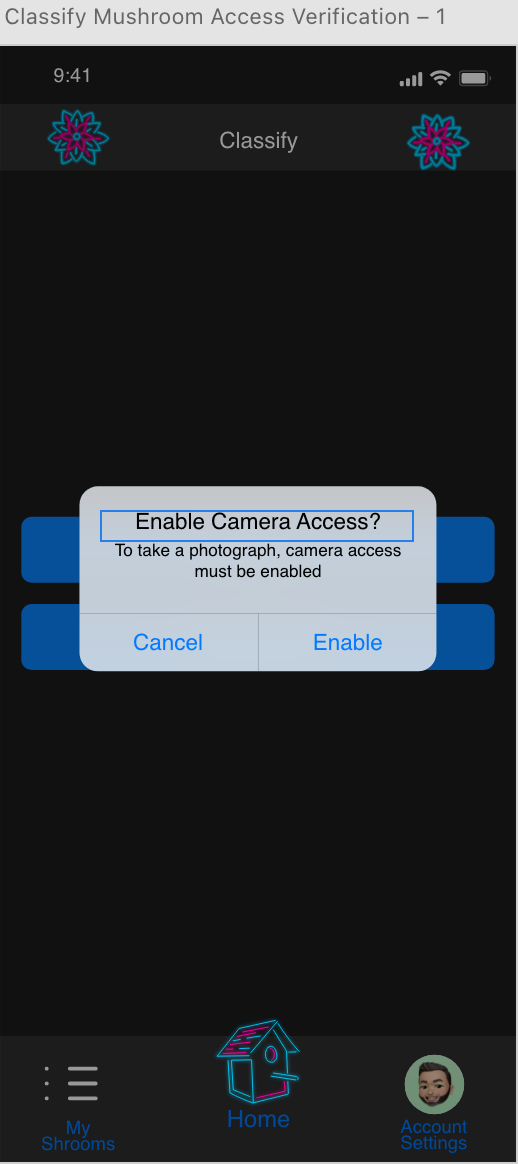 Classify Mushroom Access Verification – 1
9:41
Classify
Enable Camera Access?
To take a photograph, camera access
must be enabled
Cancel
Enable
My
Shrooms
Home
Account
Settings